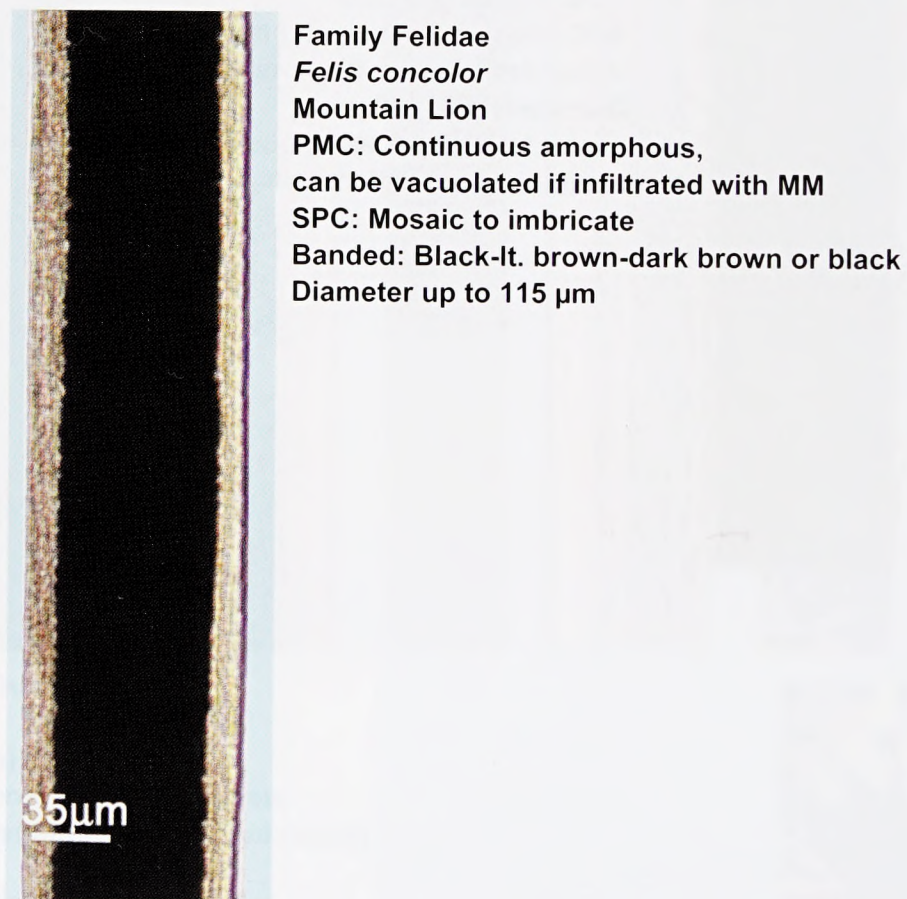 Family Felidae
Felis concolor
Mountain Lion
PMC: Continuous amorphous,
can be vacuolated if infiltrated with MM
SPC: Mosaic to imbricate
Banded: Black-lt. brown-dark brown or black
Diameter up to 115 µm
35µm